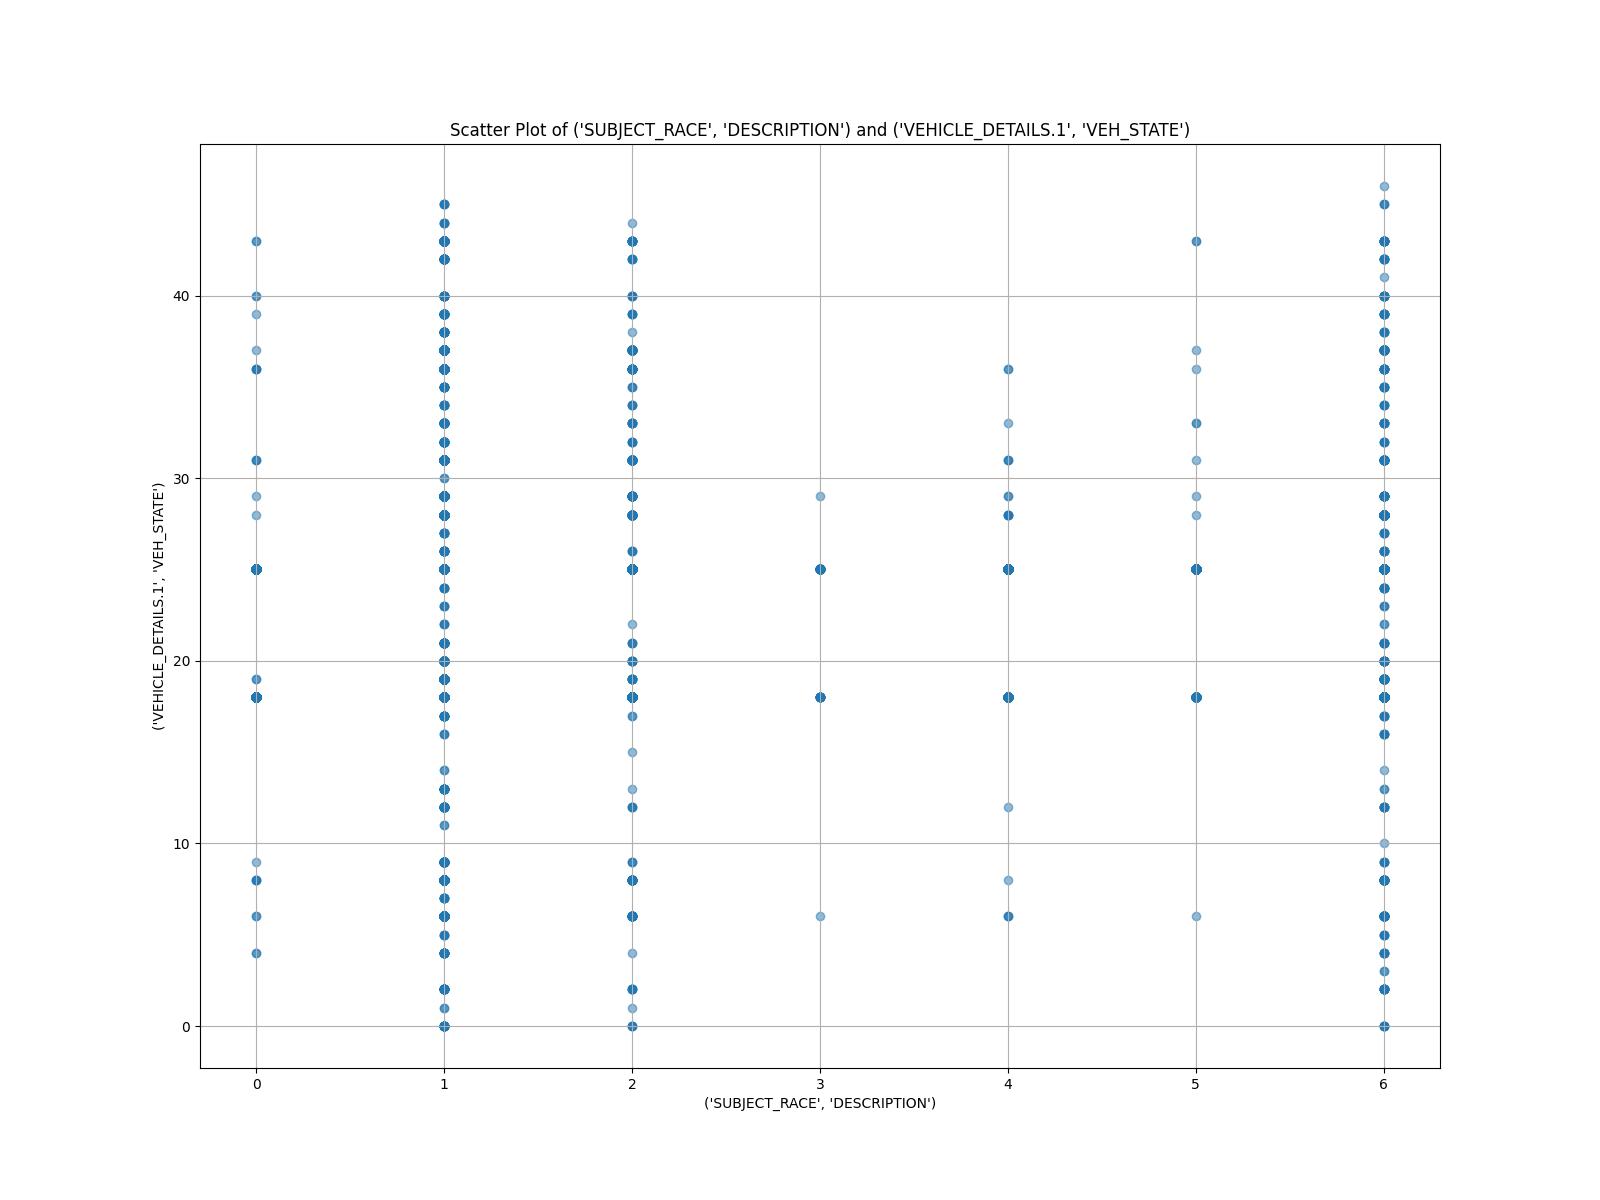 Scatter Plot of ('SUBJECT_RACE', 'DESCRIPTION') and ('VEHICLE_DETAILS.1', 'VEH_STATE')
('VEHICLE_DETAILS.1', 'VEH_STATE')
40
30
20
10
0
0 1 2 3 4 5 6
('SUBJECT_RACE', 'DESCRIPTION')